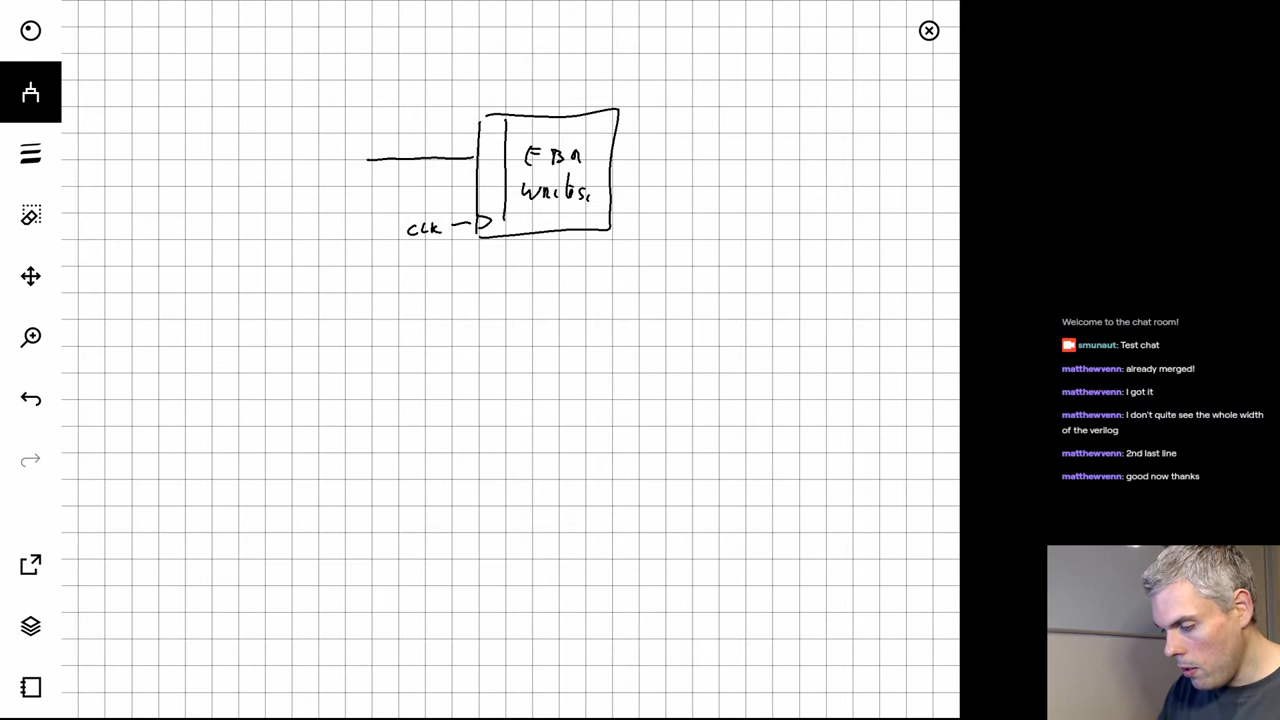 EBR
Writes.
CLK
Welcome to the chat room!
smunaut: Test chat
matthewvenn: already merged!
matthewvenn: I got it
matthewvenn: I don't quite see the whole width
of the verilog
matthewvenn: 2nd last line
matthewvenn: good now thanks